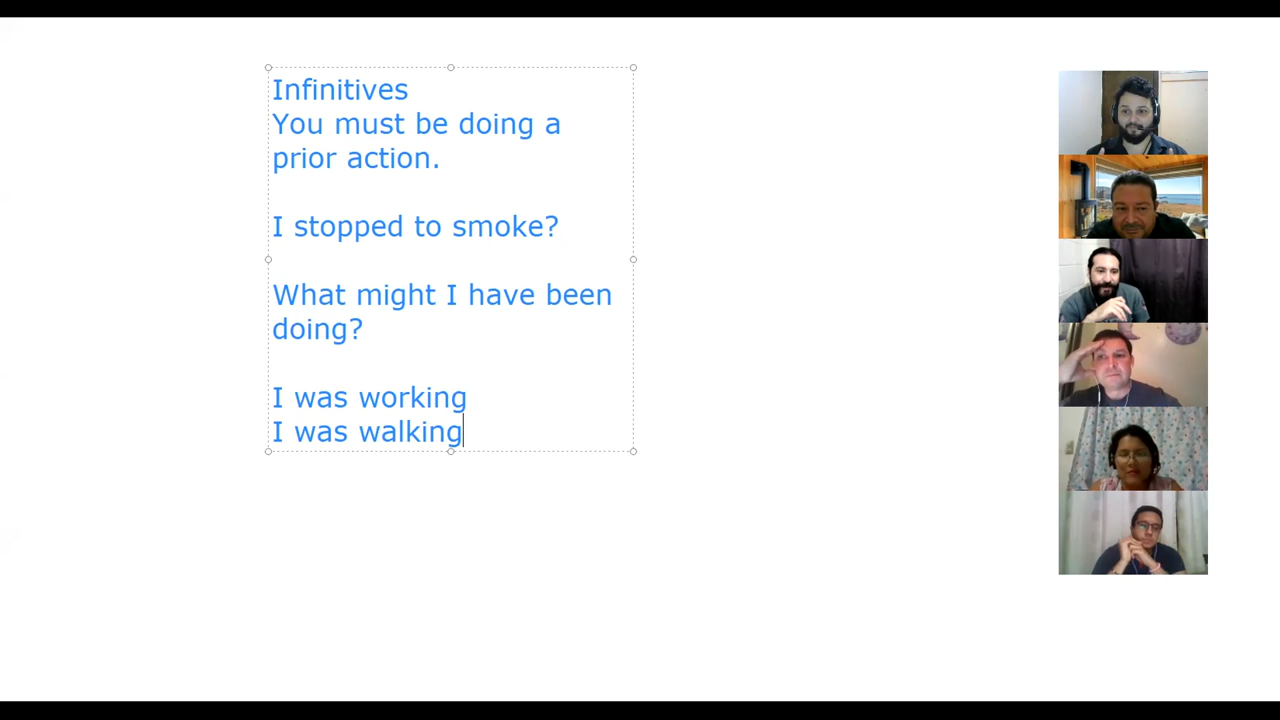 Infinitives
You must be doing a
prior action.
I stopped to smoke?
What might I have been
doing?
I was working
I was walking